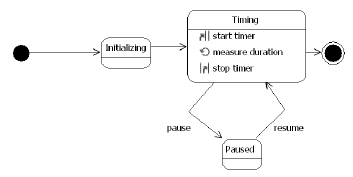 Timing
Initializing
start timer
measure duration
stop timer
pause
resume
Paused